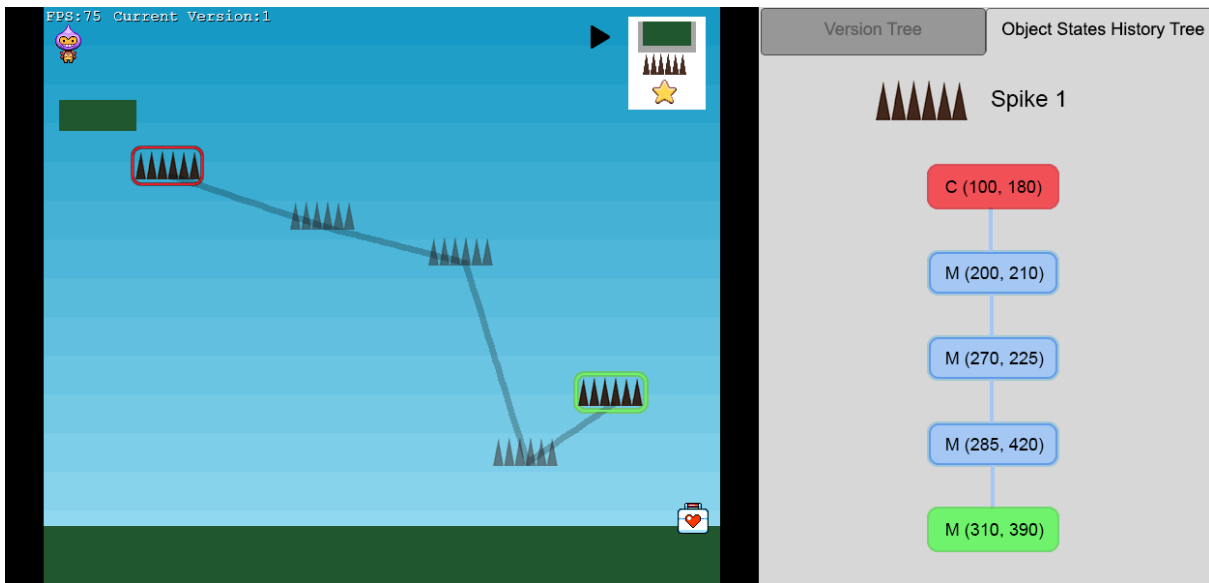 FPS:75 Current Version:1
Version Tree
Object States History Tree
Spike 1
C (100, 180)
M (200, 210)
M (270, 225)
M (285, 420)
M (310, 390)